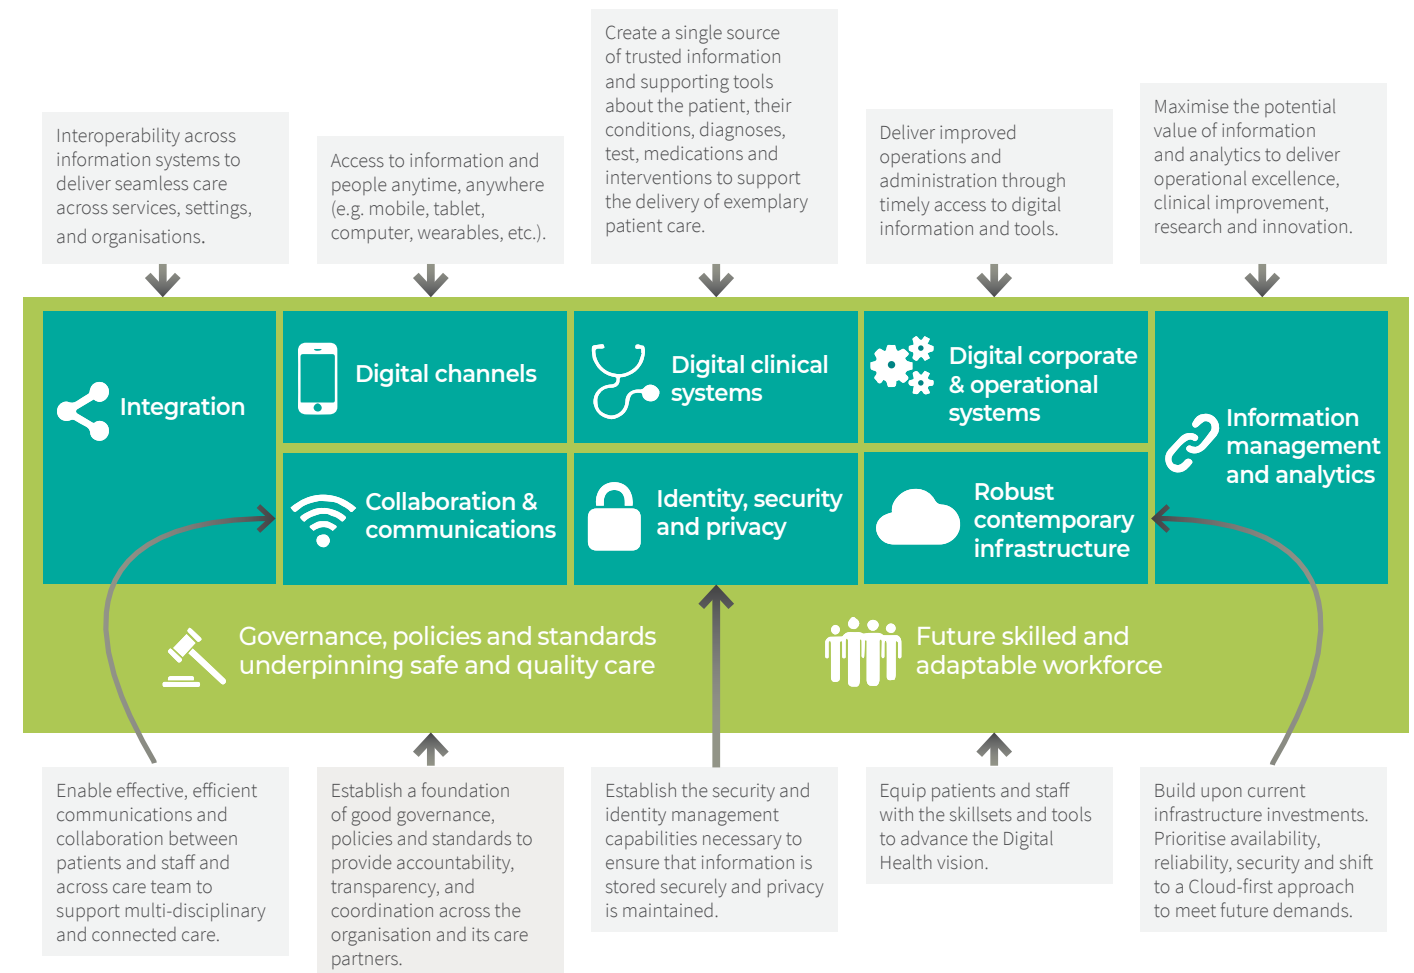 Interoperability across
information systems to
deliver seamless care
across services, settings,
and organisations.
Access to information and
people anytime, anywhere
(e.g. mobile, tablet,
computer, wearables, etc.).
Create a single source
of trusted information
and supporting tools
about the patient, their
conditions, diagnoses,
test, medications and
interventions to support
the delivery of exemplary
patient care.
Deliver improved
operations and
administration through
timely access to digital
information and tools.
Maximise the potential
value of information
and analytics to deliver
operational excellence,
clinical improvement,
research and innovation.
Integration
Digital channels
Digital clinical
systems
Digital corporate
& operational
systems
Information
management
and analytics
Collaboration &
communications
Identity, security
and privacy
Robust
contemporary
infrastructure
Governance, policies and standards
underpinning safe and quality care
Future skilled and
adaptable workforce
Enable effective, efficient
communications and
collaboration between
patients and staff and
across care team to
support multi-disciplinary
and connected care.
Establish a foundation
of good governance,
policies and standards to
provide accountability,
transparency, and
coordination across the
organisation and its care
partners.
Establish the security and
identity management
capabilities necessary to
ensure that information is
stored securely and privacy
is maintained.
Equip patients and staff
with the skillsets and tools
to advance the Digital
Health vision.
Build upon current
infrastructure investments.
Prioritise availability,
reliability, security and shift
to a Cloud-first approach
to meet future demands.